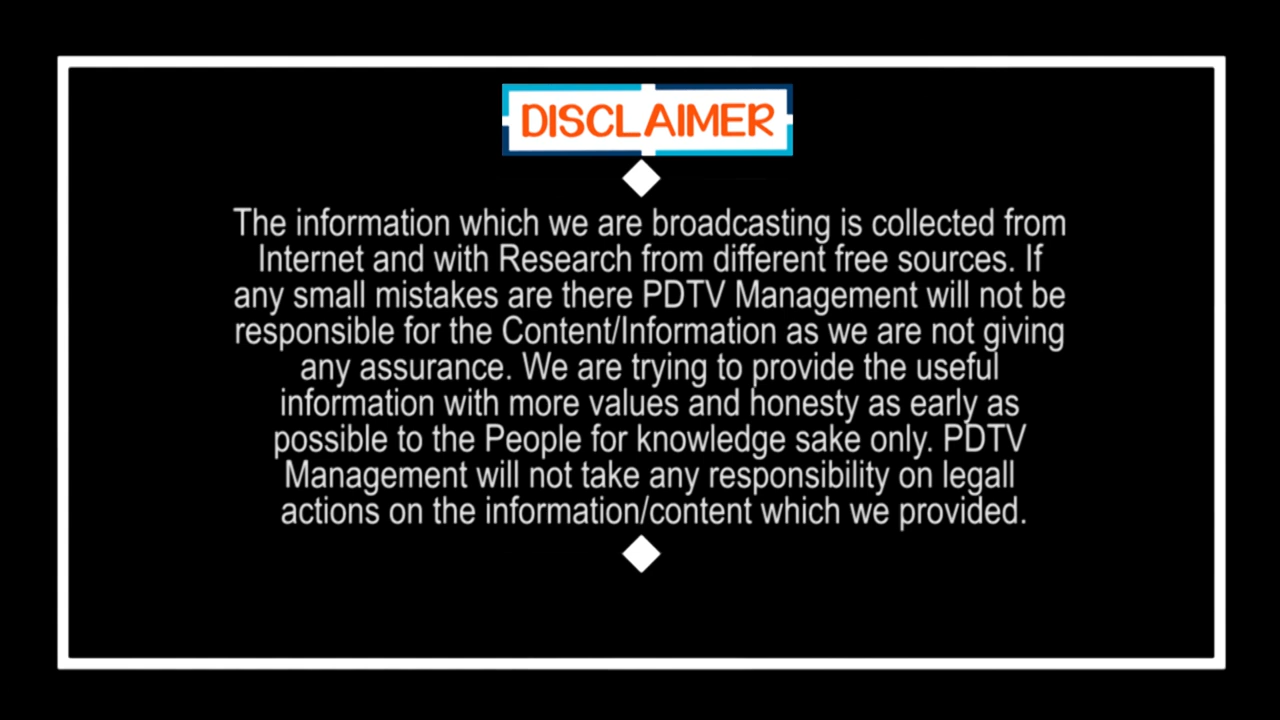 DISCLAIMER
The information which we are broadcasting is collected from
Internet and with Research from different free sources. If
any small mistakes are there PDTV Management will not be
responsible for the Content/Information as we are not giving
any assurance. We are trying to provide the useful
information with more values and honesty as early as
possible to the People for knowledge sake only. PDTV
Management will not take any responsibility on legall
actions on the information/content which we provided.